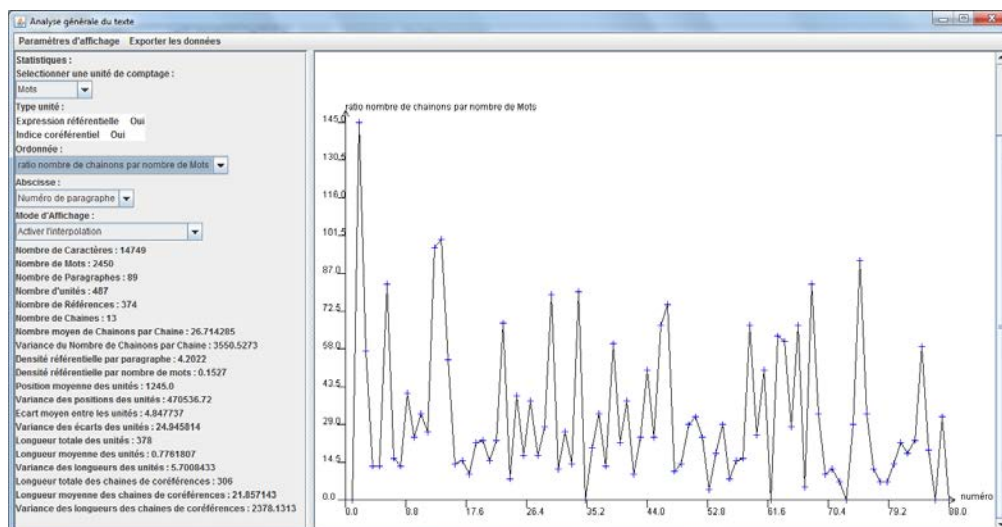 Analyse générale du texte
Paramètres d'affichage Exporter les données
Statistiques :
Selectionner une unité de comptage :
Mots
Type unité :
Expression référentielle Oui
Indice coréférentiel Oui
Ordonnée :
ratio nombre de chainons par nombre de Mots
Abscisse :
Numéro de paragraphe
Mode d'Affichage :
Activer l'interpolation
Nombre de Caractères : 14749
Nombre de Mots : 2450
Nombre de Paragraphes : 89
Nombre d'unités : 487
Nombre de Références : 374
Nombre de Chaines : 13
Nombre moyen de Chainons par Chaine : 26.714285
Variance du Nombre de Chainons par Chaine : 3550.5273
Densité référentielle par paragraphe : 4.2022
Densité référentielle par nombre de mots : 0.1527
Position moyenne des unités : 1245.0
Variance des positions des unités : 470536.72
Ecart moyen entre les unités : 4.847737
Variance des écarts des unités : 24.945814
Longueur totale des unités : 378
Longueur moyenne des unités : 0.7761807
Variance des longueurs des unités : 5.7008433
Longueur totale des chaines de coréférences : 306
Longueur moyenne des chaines de coréférences : 21.857143
Variance des longueurs des chaines de coréférences : 2378.1313
ratio nombre de chainons par nombre de Mots
145.0
130.5
116.0
101.5
87.0
72.5
58.0
43.5
29.0
14.5
0.0
numéro
0.0 8.8 17.6 26.4 35.2 44.0 52.8 61.6 70.4 79.2 88.0